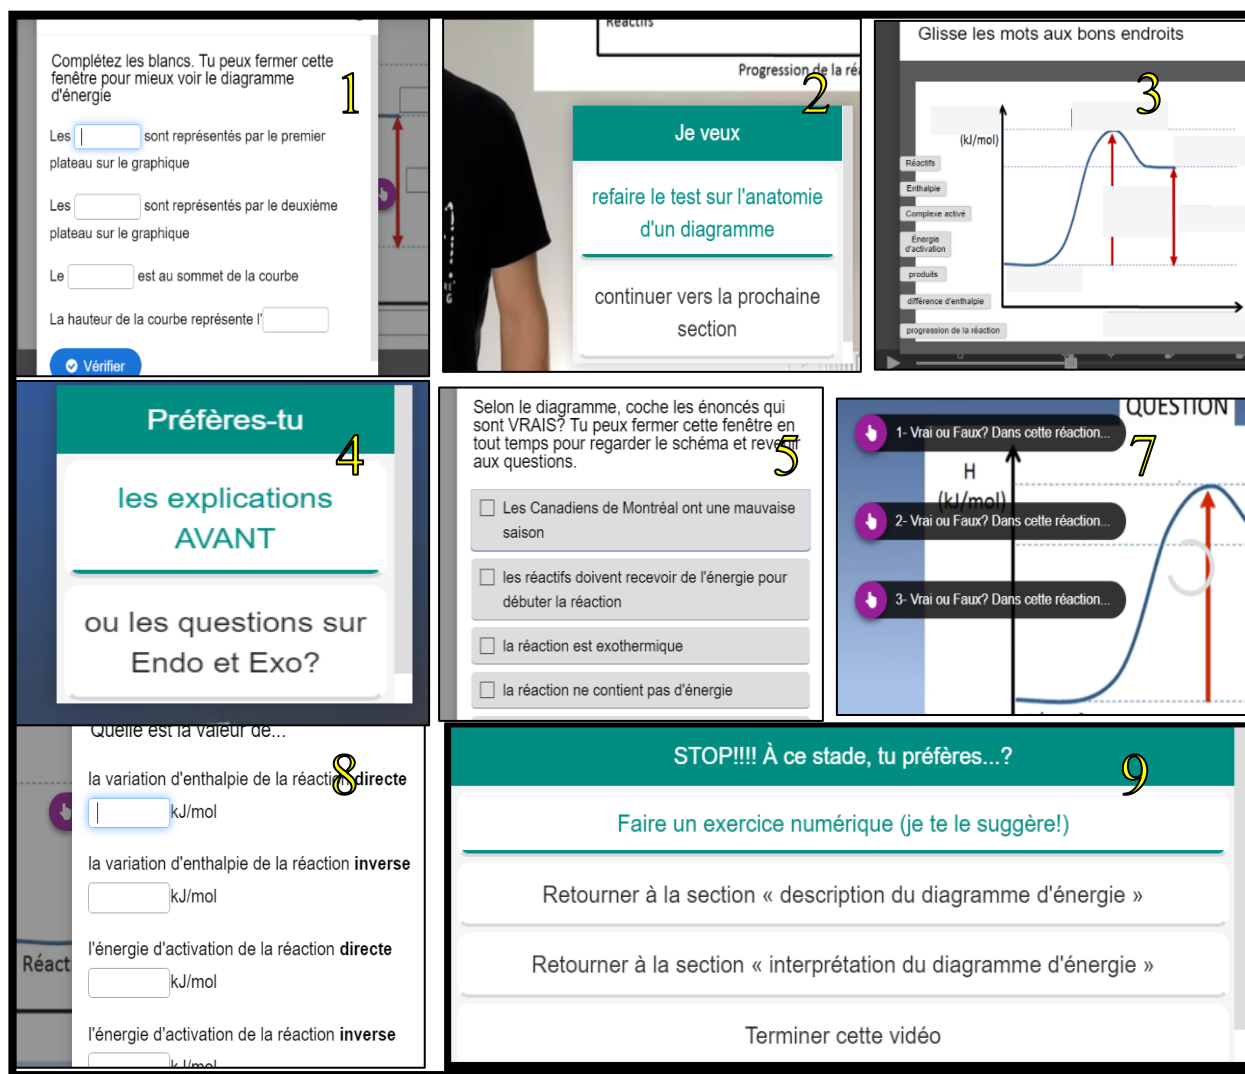 Complétez les blancs. Tu peux fermer cette
fenêtre pour mieux voir le diagramme
d'énergie
1
Les sont représentés par le premier
plateau sur le graphique
Les sont représentés par le deuxième
plateau sur le graphique
Le est au sommet de la courbe
La hauteur de la courbe représente l'
Vérifier
Réactifs
Progression de la réa
2
Je veux
refaire le test sur l'anatomie
d'un diagramme
continuer vers la prochaine
section
Glisse les mots aux bons endroits
3
(kJ/mol)
Réactifs
Enthalpie
Complexe activé
Énergie
d'activation
produits
différence d'enthalpie
progression de la réaction
Préfères-tu
4
les explications
AVANT
ou les questions sur
Endo et Exo?
Selon le diagramme, coche les énoncés qui
sont VRAIS? Tu peux fermer cette fenêtre en
tout temps pour regarder le schéma et revenir
aux questions.
5
Les Canadiens de Montréal ont une mauvaise
saison
les réactifs doivent recevoir de l'énergie pour
débuter la réaction
la réaction est exothermique
la réaction ne contient pas d'énergie
QUESTION
1- Vrai ou Faux? Dans cette réaction...
7
H
(kJ/mol)
2- Vrai ou Faux? Dans cette réaction...
3- Vrai ou Faux? Dans cette réaction...
Quelle est la valeur de...
8
la variation d'enthalpie de la réaction directe
kJ/mol
la variation d'enthalpie de la réaction inverse
kJ/mol
l'énergie d'activation de la réaction directe
Réact
kJ/mol
l'énergie d'activation de la réaction inverse
kJ/mol
STOP!!!! À ce stade, tu préfères...?
9
Faire un exercice numérique (je te le suggère!)
Retourner à la section « description du diagramme d'énergie »
Retourner à la section « interprétation du diagramme d'énergie »
Terminer cette vidéo